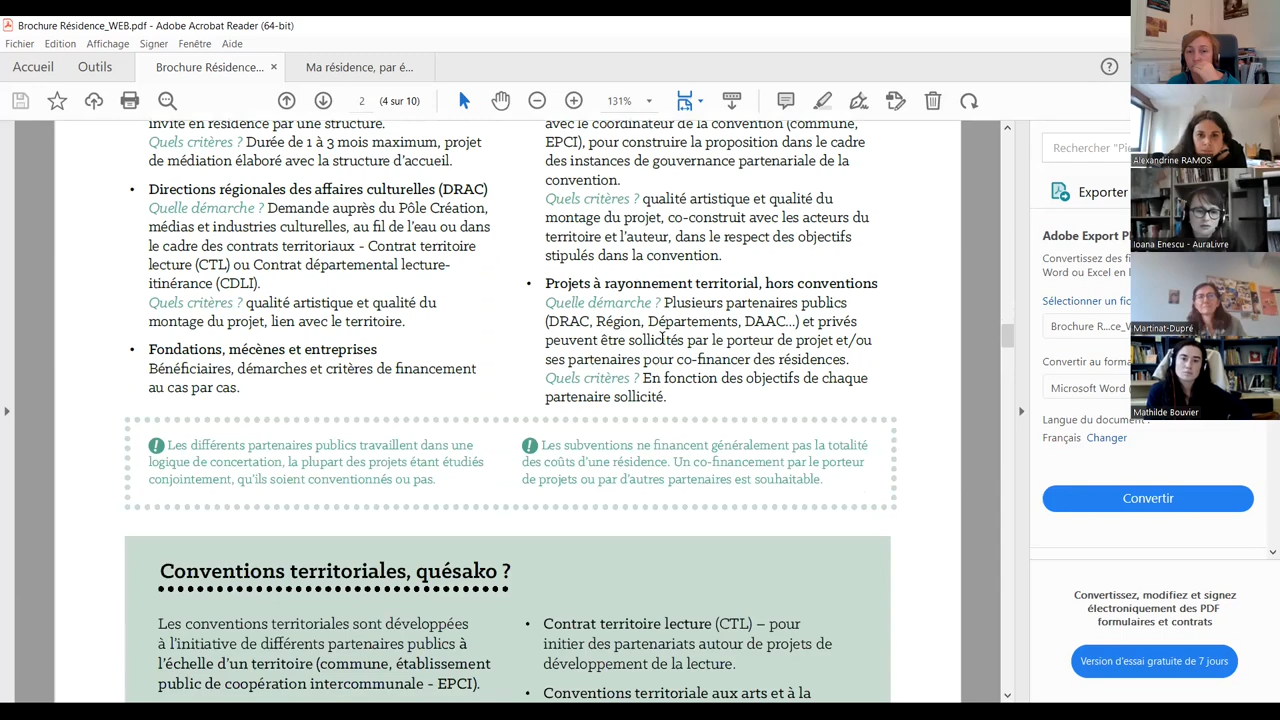 Brochure Résidence_WEB.pdf - Adobe Acrobat Reader (64-bit)
Fichier Edition Affichage Signer Fenêtre Aide
Accueil Outils Brochure Résidence... × Ma résidence, par é...
2 (4 sur 10) 131%
invité en résidence par une structure.
Quels critères ? Durée de 1 à 3 mois maximum, projet
de médiation élaboré avec la structure d'accueil.
• Directions régionales des affaires culturelles (DRAC)
Quelle démarche ? Demande auprès du Pôle Création,
médias et industries culturelles, au fil de l'eau ou dans
le cadre des contrats territoriaux - Contrat territoire
lecture (CTL) ou Contrat départemental lecture-
itinérance (CDLI).
Quels critères ? qualité artistique et qualité du
montage du projet, lien avec le territoire.
• Fondations, mécènes et entreprises
Bénéficiaires, démarches et critères de financement
au cas par cas.
avec le coordinateur de la convention (commune,
EPCI), pour construire la proposition dans le cadre
des instances de gouvernance partenariale de la
convention.
Quels critères ? qualité artistique et qualité du
montage du projet, co-construit avec les acteurs du
territoire et l'auteur, dans le respect des objectifs
stipulés dans la convention.
• Projets à rayonnement territorial, hors conventions
Quelle démarche ? Plusieurs partenaires publics
(DRAC, Région, Départements, DAAC...) et privés
peuvent être sollicités par le porteur de projet et/ou
ses partenaires pour co-financer des résidences.
Quels critères ? En fonction des objectifs de chaque
partenaire sollicité.
! Les différents partenaires publics travaillent dans une
logique de concertation, la plupart des projets étant étudiés
conjointement, qu'ils soient conventionnés ou pas.
! Les subventions ne financent généralement pas la totalité
des coûts d'une résidence. Un co-financement par le porteur
de projets ou par d'autres partenaires est souhaitable.
Conventions territoriales, quésako ?
Les conventions territoriales sont développées
à l'initiative de différents partenaires publics à
l'échelle d'un territoire (commune, établissement
public de coopération intercommunale - EPCI).
• Contrat territoire lecture (CTL) – pour
initier des partenariats autour de projets de
développement de la lecture.
• Conventions territoriale aux arts et à la
Rechercher "Pie
Exporter
Adobe Export P
Convertissez des fi
Word ou Excel en l
Sélectionner un fic
Brochure R...ce_W
Convertir au forma
Microsoft Word (
Langue du document :
Français Changer
Convertir
Convertissez, modifiez et signez
électroniquement des PDF
formulaires et contrats
Version d'essai gratuite de 7 jours
Alexandrine RAMOS
Ioana Enescu - AuraLivre
Martinat-Dupré
Mathilde Bouvier